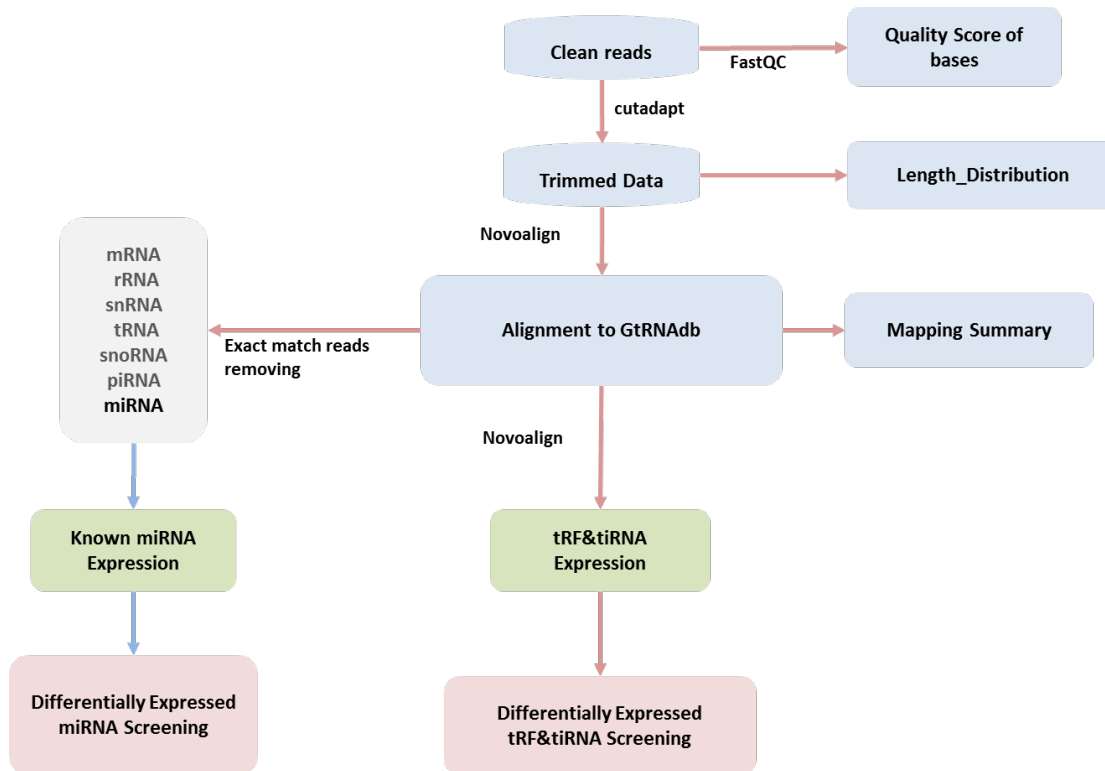 Clean reads
FastQC
Quality Score of
bases
cutadapt
Trimmed Data
Length_Distribution
Novoalign
mRNA
rRNA
snRNA
tRNA
snoRNA
piRNA
miRNA
Exact match reads
removing
Alignment to GtRNAdb
Mapping Summary
Novoalign
Known miRNA
Expression
tRF&tiRNA
Expression
Differentially Expressed
miRNA Screening
Differentially Expressed
tRF&tiRNA Screening